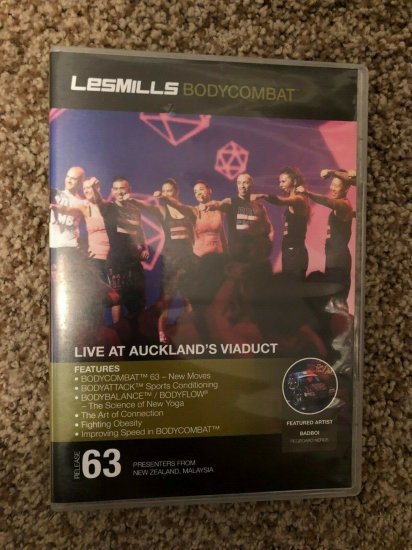 LesMILLS BODYCOMBAT™
LIVE AT AUCKLAND'S VIADUCT
FEATURES
• BODYCOMBAT™ 63 – New Moves
• BODYATTACK™ Sports Conditioning
• BODYBALANCE™ / BODYFLOW®
– The Science of New Yoga
• The Art of Connection
• Fighting Obesity
• Improving Speed in BODYCOMBAT™
FEATURED ARTIST
BADBOI
RELEASE 63
PRESENTERS FROM
NEW ZEALAND, MALAYSIA